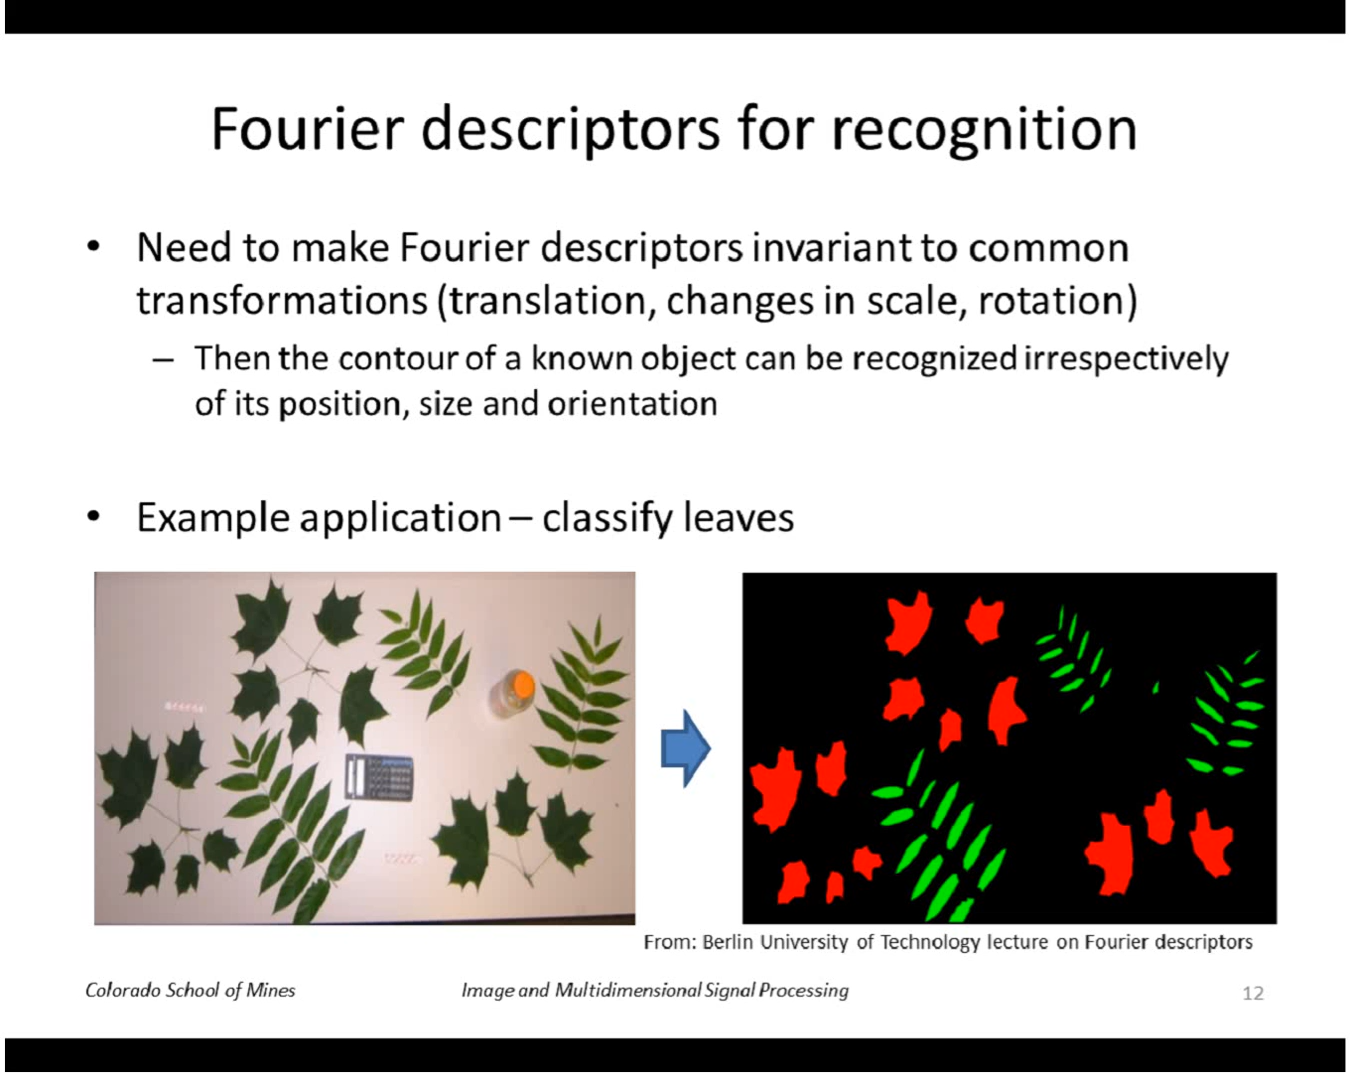 Fourier descriptors for recognition
• Need to make Fourier descriptors invariant to common
transformations (translation, changes in scale, rotation)
– Then the contour of a known object can be recognized irrespectively
of its position, size and orientation
• Example application – classify leaves
From: Berlin University of Technology lecture on Fourier descriptors
Colorado School of Mines
Image and Multidimensional Signal Processing
12